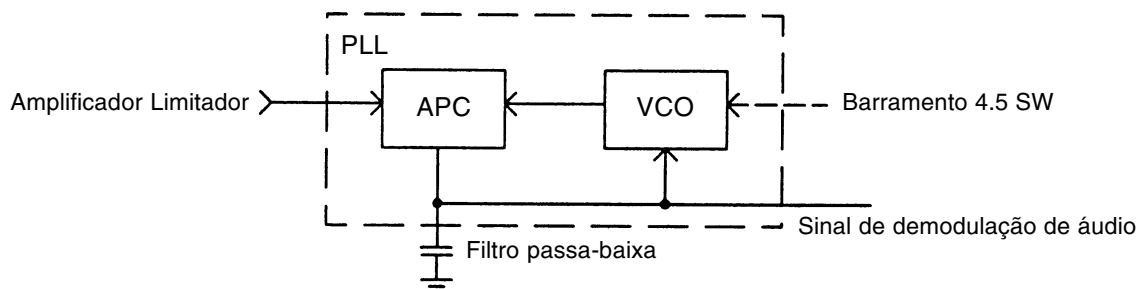 PLL
Amplificador Limitador
APC
VCO
Barramento 4.5 SW
Sinal de demodulação de áudio
Filtro passa-baixa